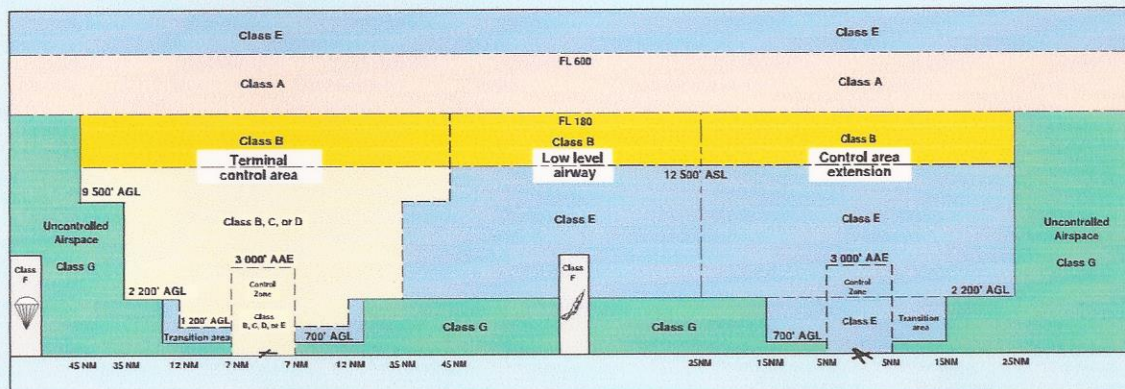 Class E
Class E
FL 600
Class A
Class A
FL 180
Class B
Class B
Class B
Terminal
control area
Low level
airway
Control area
extension
12 500' ASL
9 500' AGL
Class B, C, or D
Class E
Class E
Uncontrolled
Airspace
Class G
Uncontrolled
Airspace
Class G
Class
F
3 000' AAE
Control
Zone
Class
B, C, D, or E
Class
F
3 000' AAE
Control
Zone
Class E
2 200' AGL
2 200' AGL
1 200' AGL
Transition area
700' AGL
Class G
Class G
700' AGL
Transition
area
45 NM
35 NM
12 NM
7 NM
7 NM
12 NM
35 NM
45 NM
25NM
15NM
5NM
5NM
15NM
25NM